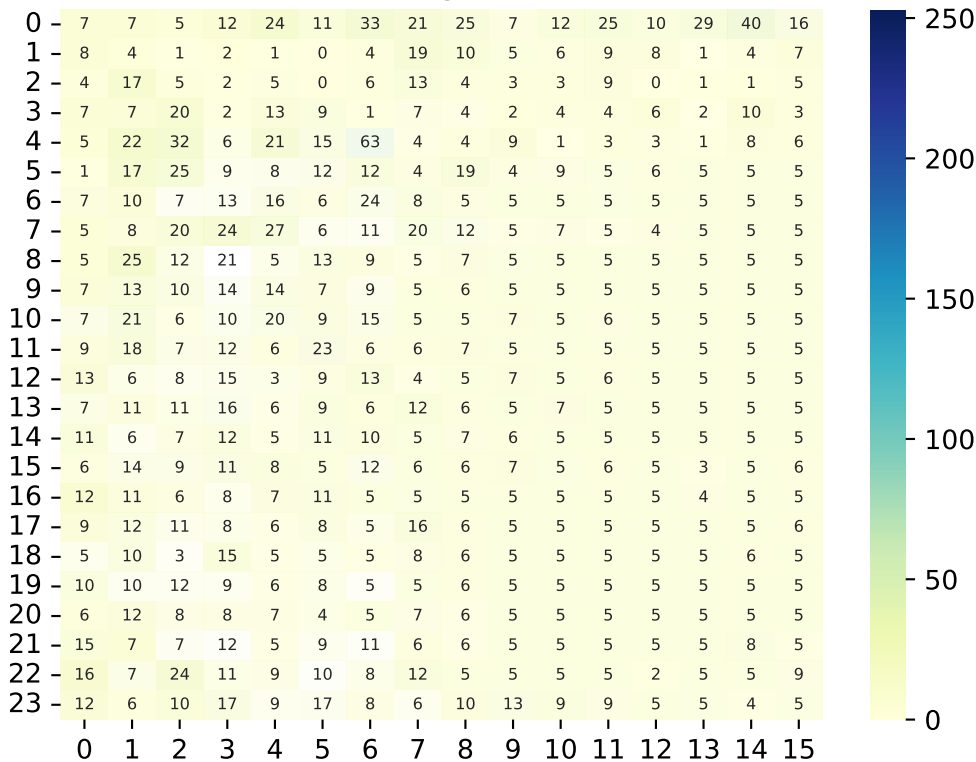 0 7 7 5 12 24 11 33 21 25 7 12 25 10 29 40 16
1 8 4 1 2 1 0 4 19 10 5 6 9 8 1 4 7
2 4 17 5 2 5 0 6 13 4 3 3 9 0 1 1 5
3 7 7 20 2 13 9 1 7 4 2 4 4 6 2 10 3
4 5 22 32 6 21 15 63 4 4 9 1 3 3 1 8 6
5 1 17 25 9 8 12 12 4 19 4 9 5 6 5 5 5
6 7 10 7 13 16 6 24 8 5 5 5 5 5 5 5 5
7 5 8 20 24 27 6 11 20 12 5 7 5 4 5 5 5
8 5 25 12 21 5 13 9 5 7 5 5 5 5 5 5 5
9 7 13 10 14 14 7 9 5 6 5 5 5 5 5 5 5
10 7 21 6 10 20 9 15 5 5 7 5 6 5 5 5 5
11 9 18 7 12 6 23 6 6 7 5 5 5 5 5 5 5
12 13 6 8 15 3 9 13 4 5 7 5 6 5 5 5 5
13 7 11 11 16 6 9 6 12 6 5 7 5 5 5 5 5
14 11 6 7 12 5 11 10 5 7 6 5 5 5 5 5 5
15 6 14 9 11 8 5 12 6 6 7 5 6 5 3 5 6
16 12 11 6 8 7 11 5 5 5 5 5 5 5 4 5 5
17 9 12 11 8 6 8 5 16 6 5 5 5 5 5 5 6
18 5 10 3 15 5 5 5 8 6 5 5 5 5 5 6 5
19 10 10 12 9 6 8 5 5 6 5 5 5 5 5 5 5
20 6 12 8 8 7 4 5 7 6 5 5 5 5 5 5 5
21 15 7 7 12 5 9 11 6 6 5 5 5 5 5 8 5
22 16 7 24 11 9 10 8 12 5 5 5 5 2 5 5 9
23 12 6 10 17 9 17 8 6 10 13 9 9 5 5 4 5
0 1 2 3 4 5 6 7 8 9 10 11 12 13 14 15
250
200
150
100
50
0